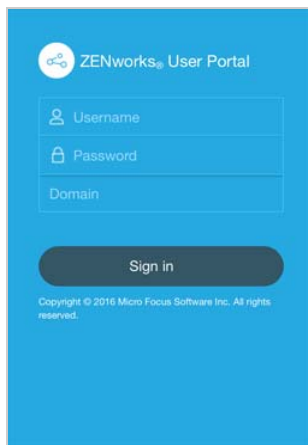 ZENworks® User Portal
Username
Password
Domain
Sign in
Copyright © 2016 Micro Focus Software Inc. All rights
reserved.